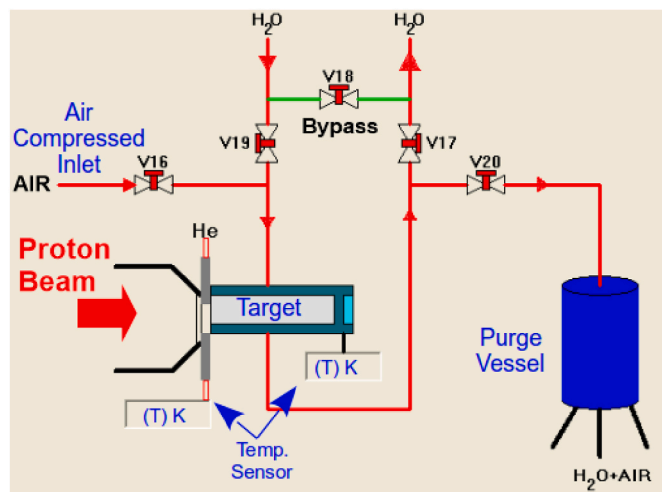 H2O
H2O
V18
Air
Compressed
Inlet
Bypass
V19
V17
V16
V20
AIR
He
Proton
Beam
Target
Purge
Vessel
(T) K
(T) K
Temp.
Sensor
H2O+AIR